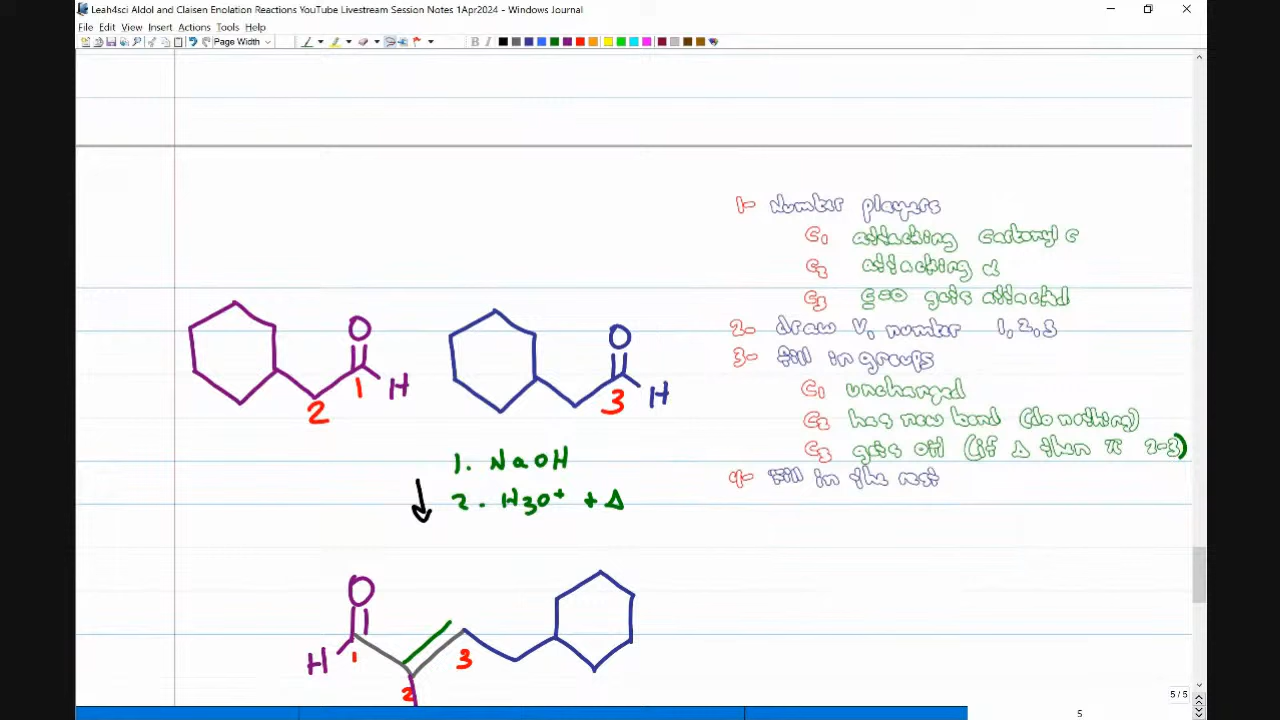 Leah4sci Aldol and Claisen Enolation Reactions YouTube Livestream Session Notes 1Apr2024 - Windows Journal
File Edit View Insert Actions Tools Help
Page Width
B I
1- Number players
C1 attacking carbonyl c
C2 attacking α
C3 C=O gets attackd
2- draw V, number 1, 2, 3
3- fill in groups
C1 unchanged
C2 has new bond (do nothing)
C3 gets OH (if Δ then π 2-3)
4- Fill in the rest
O
H
1
2
O
H
3
1. NaOH
2. H3O+ + Δ
O
H
1
2
3
5/5
5